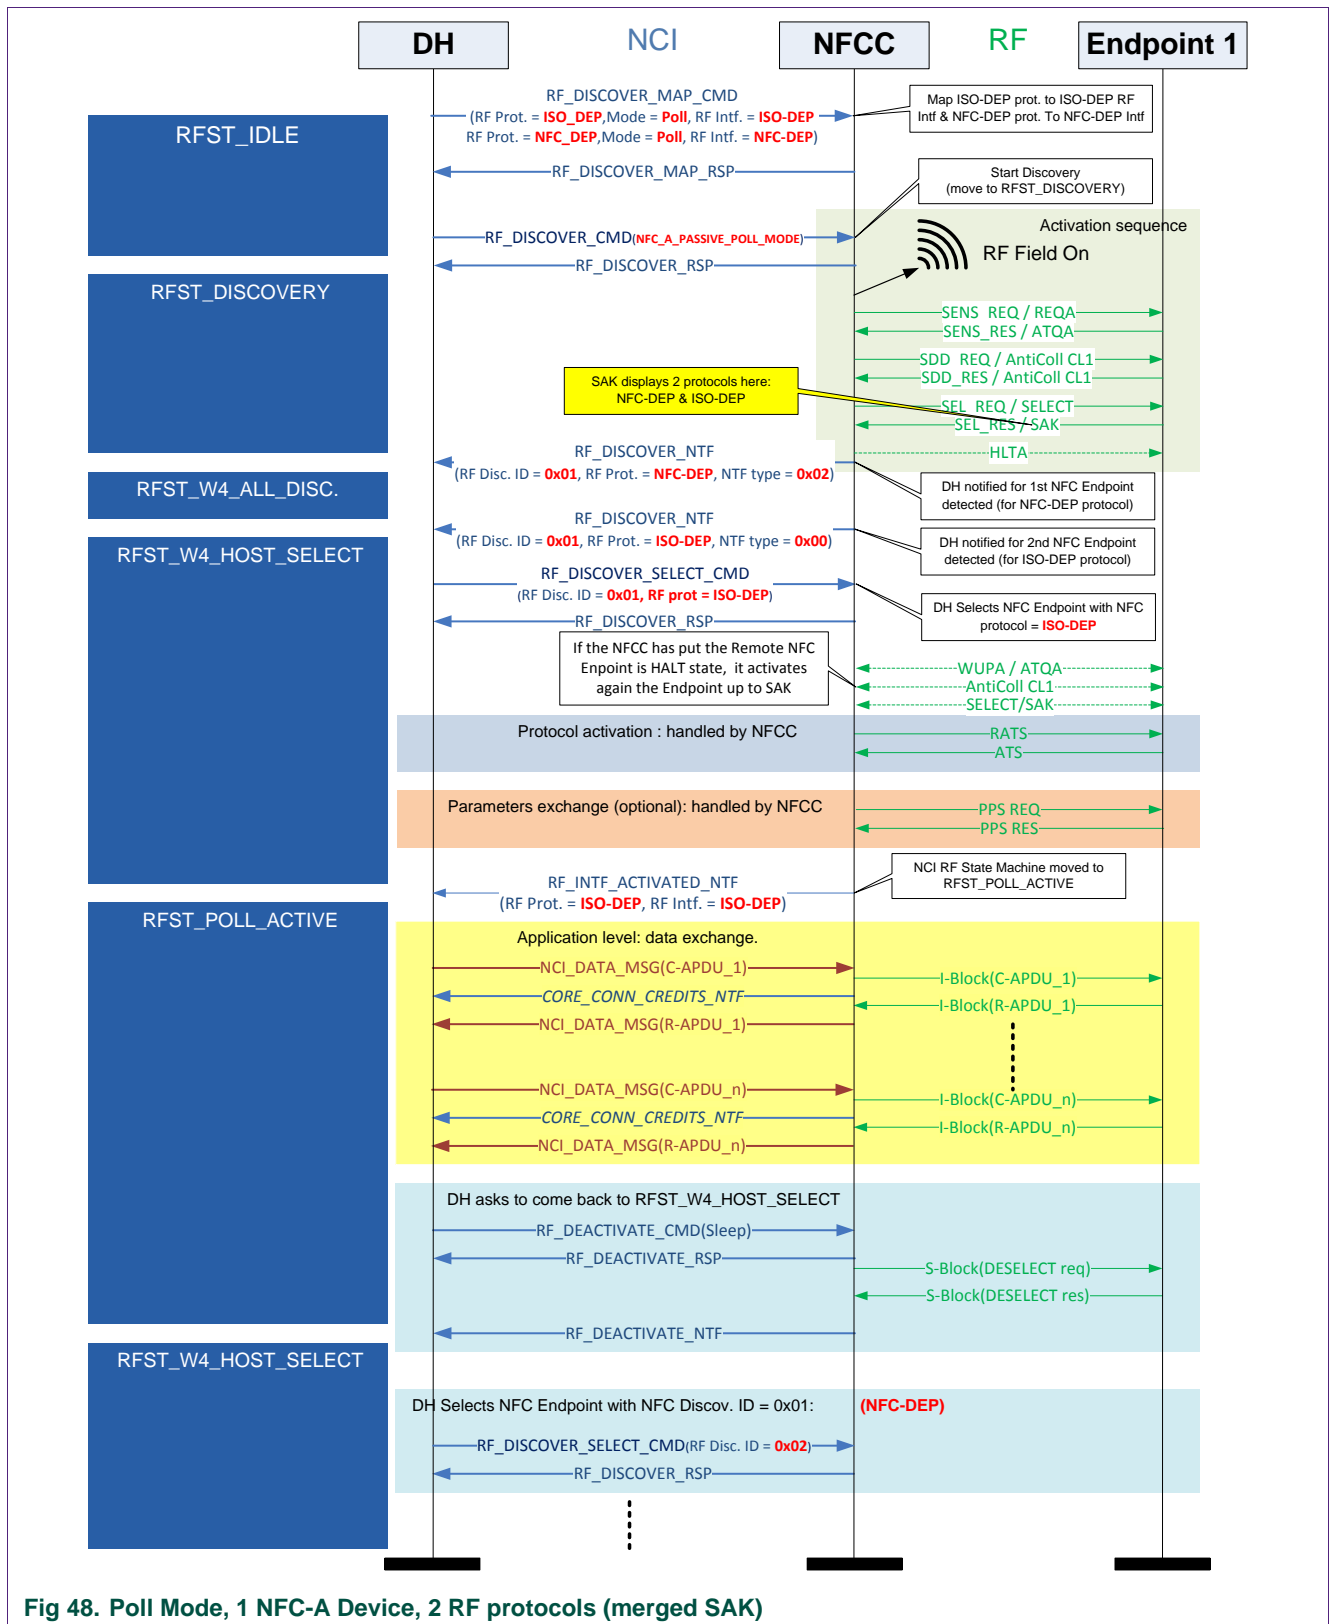 DH
NCI
NFCC
RF
Endpoint 1
RFST_IDLE
RF_DISCOVER_MAP_CMD
(RF Prot. = ISO_DEP,Mode = Poll, RF Intf. = ISO-DEP
RF Prot. = NFC_DEP,Mode = Poll, RF Intf. = NFC-DEP)
Map ISO-DEP prot. to ISO-DEP RF
Intf & NFC-DEP prot. To NFC-DEP Intf
RF_DISCOVER_MAP_RSP
Start Discovery
(move to RFST_DISCOVERY)
Activation sequence
RF_DISCOVER_CMD(NFC_A_PASSIVE_POLL_MODE)
RF Field On
RF_DISCOVER_RSP
RFST_DISCOVERY
SENS_REQ / REQA
SENS_RES / ATQA
SDD_REQ / AntiColl CL1
SDD_RES / AntiColl CL1
SAK displays 2 protocols here:
NFC-DEP & ISO-DEP
SEL_REQ / SELECT
SEL_RES / SAK
HLTA
RF_DISCOVER_NTF
(RF Disc. ID = 0x01, RF Prot. = NFC-DEP, NTF type = 0x02)
RFST_W4_ALL_DISC.
DH notified for 1st NFC Endpoint
detected (for NFC-DEP protocol)
RF_DISCOVER_NTF
(RF Disc. ID = 0x01, RF Prot. = ISO-DEP, NTF type = 0x00)
RFST_W4_HOST_SELECT
DH notified for 2nd NFC Endpoint
detected (for ISO-DEP protocol)
RF_DISCOVER_SELECT_CMD
(RF Disc. ID = 0x01, RF prot = ISO-DEP)
DH Selects NFC Endpoint with NFC
protocol = ISO-DEP
RF_DISCOVER_RSP
If the NFCC has put the Remote NFC
Enpoint is HALT state, it activates
again the Endpoint up to SAK
WUPA / ATQA
AntiColl CL1
SELECT/SAK
Protocol activation : handled by NFCC
RATS
ATS
Parameters exchange (optional): handled by NFCC
PPS REQ
PPS RES
NCI RF State Machine moved to
RFST_POLL_ACTIVE
RF_INTF_ACTIVATED_NTF
(RF Prot. = ISO-DEP, RF Intf. = ISO-DEP)
RFST_POLL_ACTIVE
Application level: data exchange.
NCI_DATA_MSG(C-APDU_1)
I-Block(C-APDU_1)
CORE_CONN_CREDITS_NTF
I-Block(R-APDU_1)
NCI_DATA_MSG(R-APDU_1)
NCI_DATA_MSG(C-APDU_n)
I-Block(C-APDU_n)
CORE_CONN_CREDITS_NTF
I-Block(R-APDU_n)
NCI_DATA_MSG(R-APDU_n)
DH asks to come back to RFST_W4_HOST_SELECT
RF_DEACTIVATE_CMD(Sleep)
RF_DEACTIVATE_RSP
S-Block(DESELECT req)
S-Block(DESELECT res)
RF_DEACTIVATE_NTF
RFST_W4_HOST_SELECT
DH Selects NFC Endpoint with NFC Discov. ID = 0x01: (NFC-DEP)
RF_DISCOVER_SELECT_CMD(RF Disc. ID = 0x02)
RF_DISCOVER_RSP
Fig 48. Poll Mode, 1 NFC-A Device, 2 RF protocols (merged SAK)